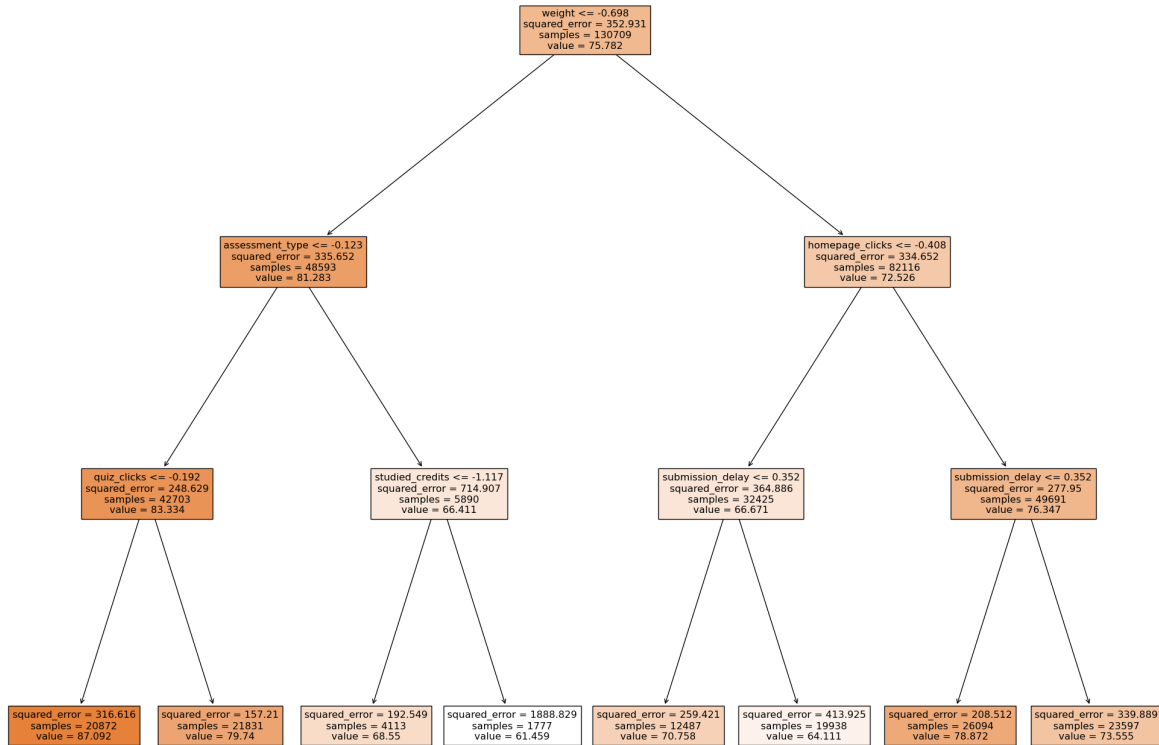 weight <= -0.698
squared_error = 352.931
samples = 130709
value = 75.782
assessment_type <= -0.123
squared_error = 335.652
samples = 48593
value = 81.283
homepage_clicks <= -0.408
squared_error = 334.652
samples = 82116
value = 72.526
quiz_clicks <= -0.192
squared_error = 248.629
samples = 42703
value = 83.334
studied_credits <= -1.117
squared_error = 714.907
samples = 5890
value = 66.411
submission_delay <= 0.352
squared_error = 364.886
samples = 32425
value = 66.671
submission_delay <= 0.352
squared_error = 277.95
samples = 49691
value = 76.347
squared_error = 316.616
samples = 20872
value = 87.092
squared_error = 157.21
samples = 21831
value = 79.74
squared_error = 192.549
samples = 4113
value = 68.55
squared_error = 1888.829
samples = 1777
value = 61.459
squared_error = 259.421
samples = 12487
value = 70.758
squared_error = 413.925
samples = 19938
value = 64.111
squared_error = 208.512
samples = 26094
value = 78.872
squared_error = 339.889
samples = 23597
value = 73.555